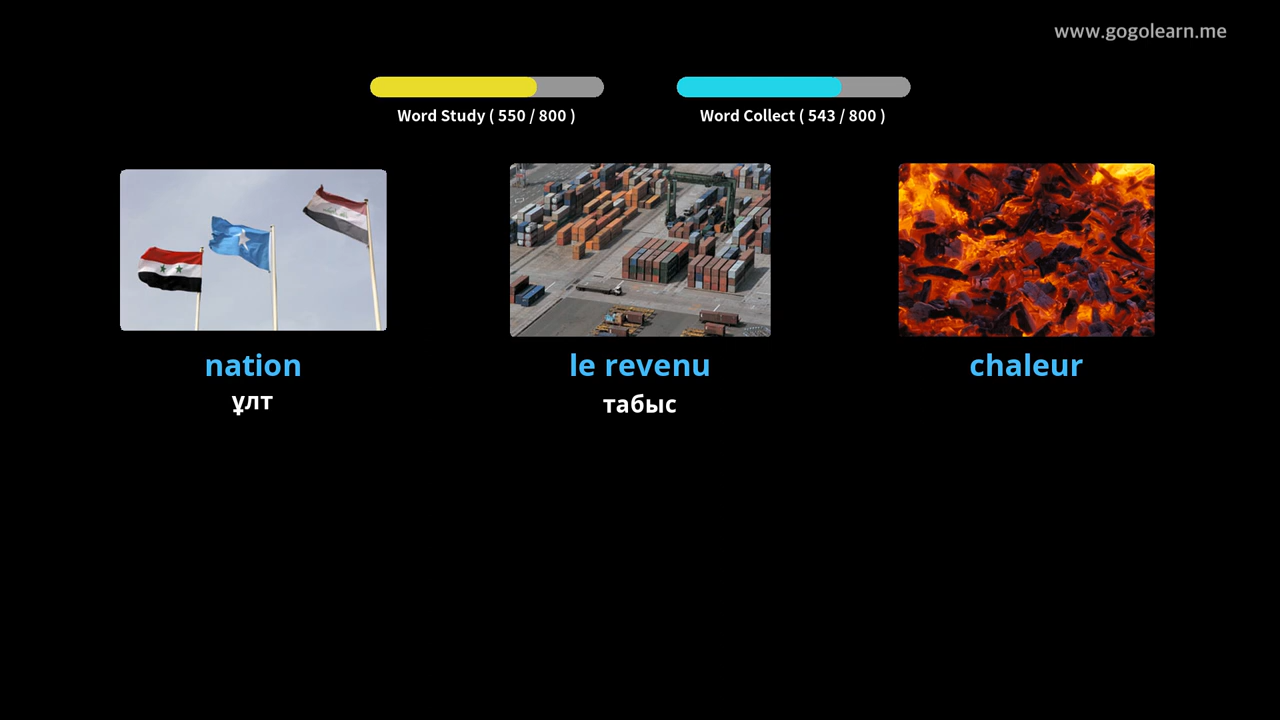 www.gogolearn.me
Word Study ( 550 / 800 )
Word Collect ( 543 / 800 )
nation
le revenu
chaleur
ұлт
табыс